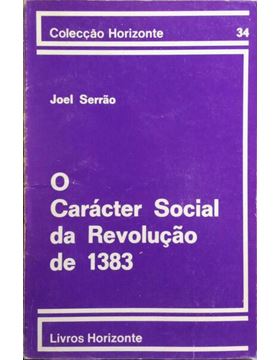 Colecção Horizonte 34
Joel Serrão
O
Carácter Social
da Revolução
de 1383
Livros Horizonte